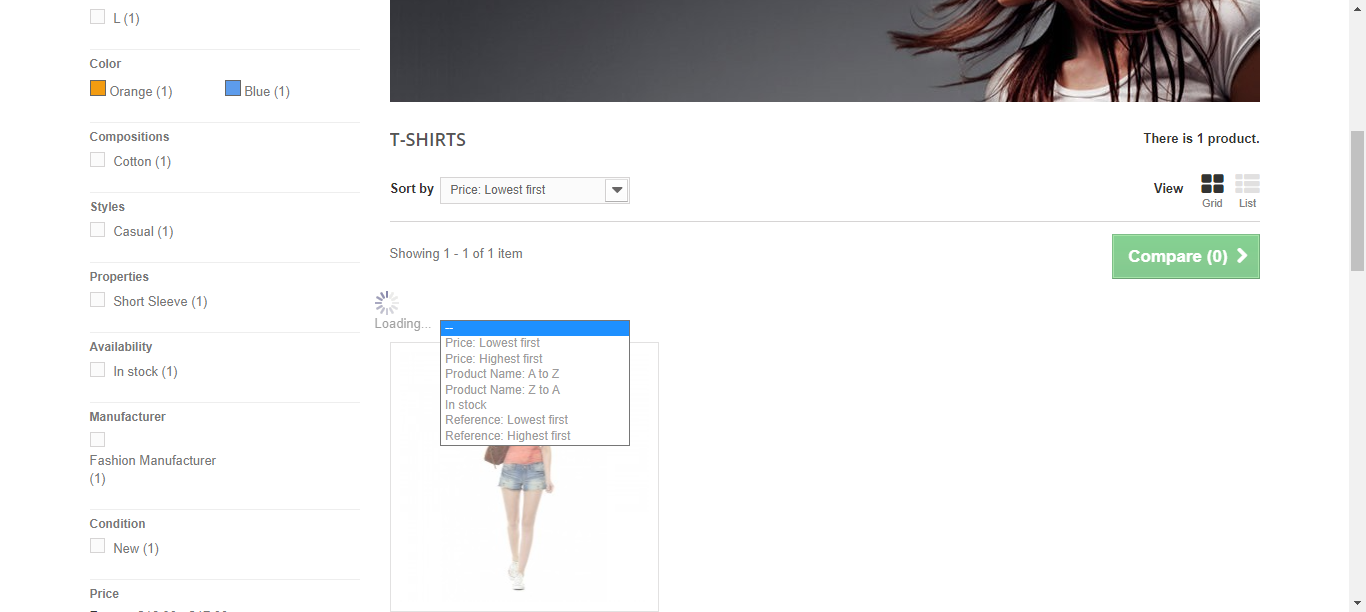 L (1)
Color
Orange (1)
Blue (1)
Compositions
Cotton (1)
Styles
Casual (1)
Properties
Short Sleeve (1)
Availability
In stock (1)
Manufacturer
Fashion Manufacturer
(1)
Condition
New (1)
Price
T-SHIRTS
There is 1 product.
Sort by
Price: Lowest first
View
Grid
List
Showing 1 - 1 of 1 item
Compare (0)
Loading...
--
Price: Lowest first
Price: Highest first
Product Name: A to Z
Product Name: Z to A
In stock
Reference: Lowest first
Reference: Highest first